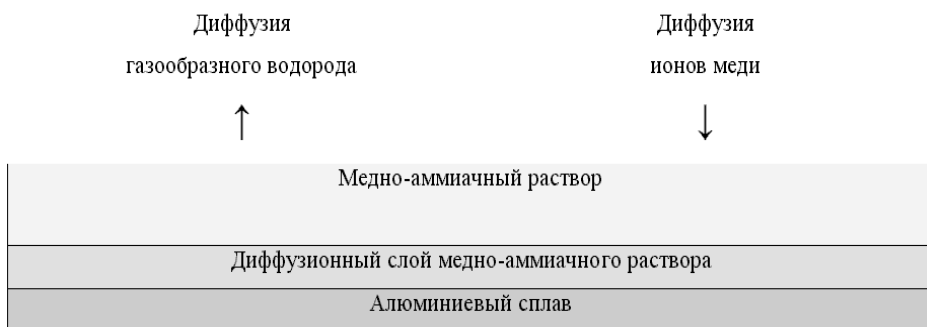 Диффузия
газообразного водорода
Диффузия
ионов меди
Медно-аммиачный раствор
Диффузионный слой медно-аммиачного раствора
Алюминиевый сплав